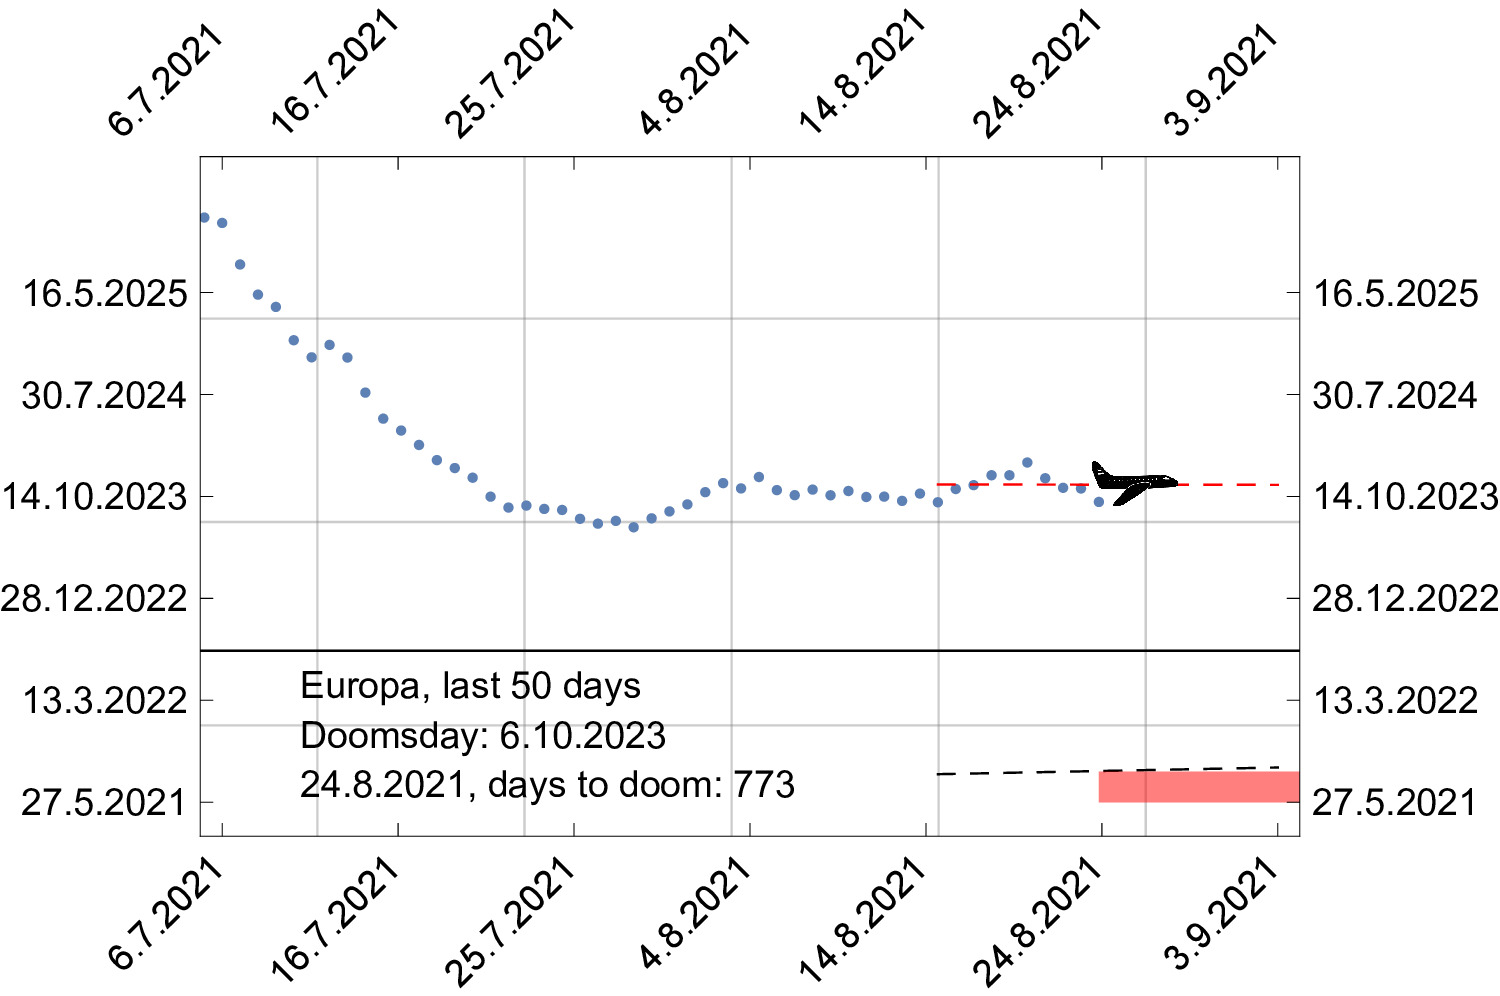 6.7.2021 16.7.2021 25.7.2021 4.8.2021 14.8.2021 24.8.2021 3.9.2021
16.5.2025 16.5.2025
30.7.2024 30.7.2024
14.10.2023 14.10.2023
28.12.2022 28.12.2022
Europa, last 50 days
13.3.2022 13.3.2022
Doomsday: 6.10.2023
24.8.2021, days to doom: 773
27.5.2021 27.5.2021
6.7.2021 16.7.2021 25.7.2021 4.8.2021 14.8.2021 24.8.2021 3.9.2021